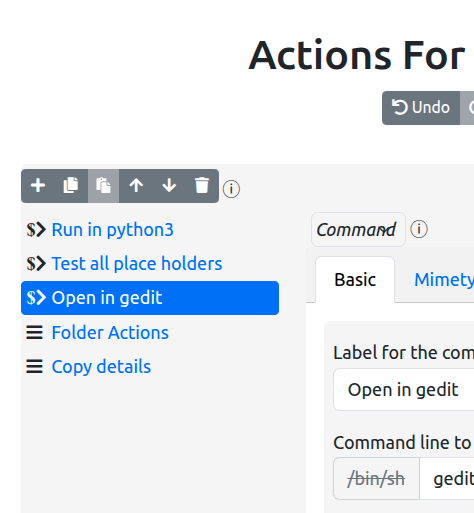 Actions For
Undo
Run in python3
Test all place holders
Open in gedit
Folder Actions
Copy details
Command
Basic
Mimety
Label for the com
Open in gedit
Command line to
/bin/sh
gedit